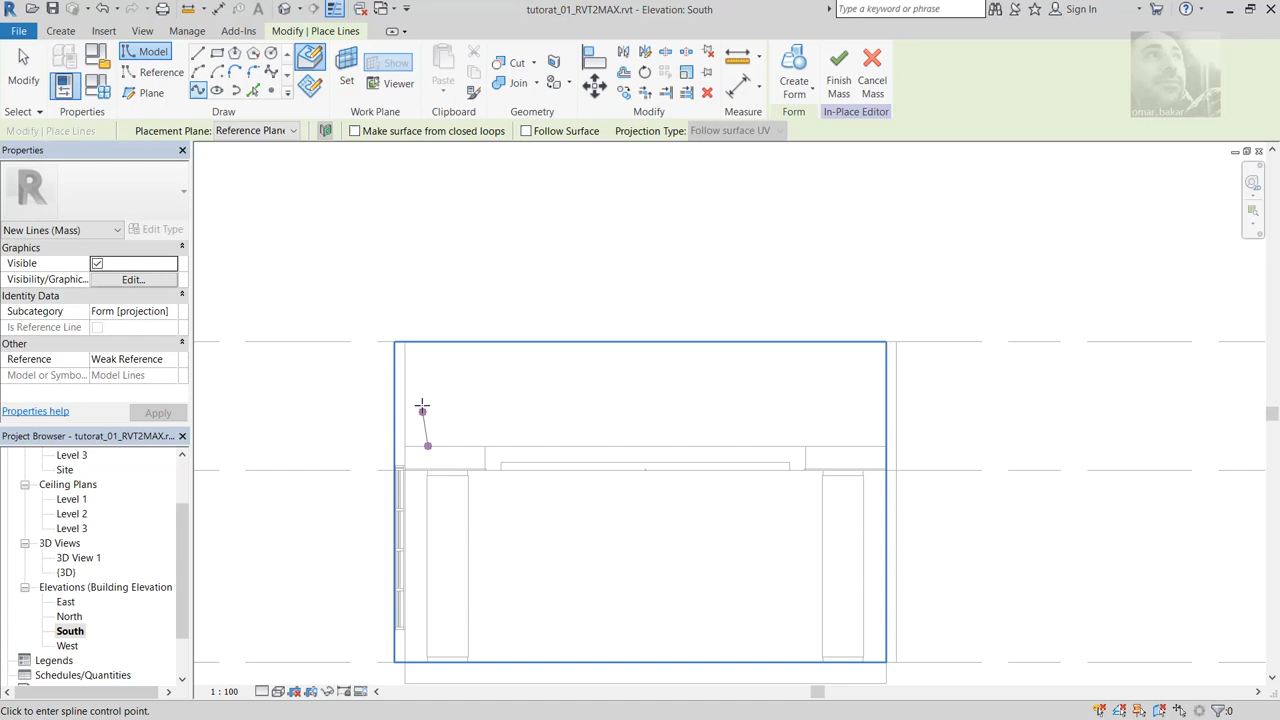 tutorat_01_RVT2MAX.rvt - Elevation: South
Type a keyword or phrase
Sign In
File
Create
Insert
View
Manage
Add-Ins
Modify | Place Lines
Modify
Model
Reference
Plane
Set
Show
Viewer
Paste
Cut
Join
Create Form
Finish Mass
Cancel Mass
omar_bakar
Select
Properties
Draw
Work Plane
Clipboard
Geometry
Modify
Measure
Form
In-Place Editor
Modify | Place Lines
Placement Plane:
Reference Plane
Make surface from closed loops
Follow Surface
Projection Type:
Follow surface UV
Properties
R
New Lines (Mass)
Edit Type
Graphics
Visible
Visibility/Graphic...
Edit...
Identity Data
Subcategory
Form [projection]
Is Reference Line
Other
Reference
Weak Reference
Model or Symbo...
Model Lines
Properties help
Apply
Project Browser - tutorat_01_RVT2MAX.r...
Level 3
Site
Ceiling Plans
Level 1
Level 2
Level 3
3D Views
3D View 1
{3D}
Elevations (Building Elevation
East
North
South
West
Legends
Schedules/Quantities
1 : 100
Click to enter spline control point.
:0